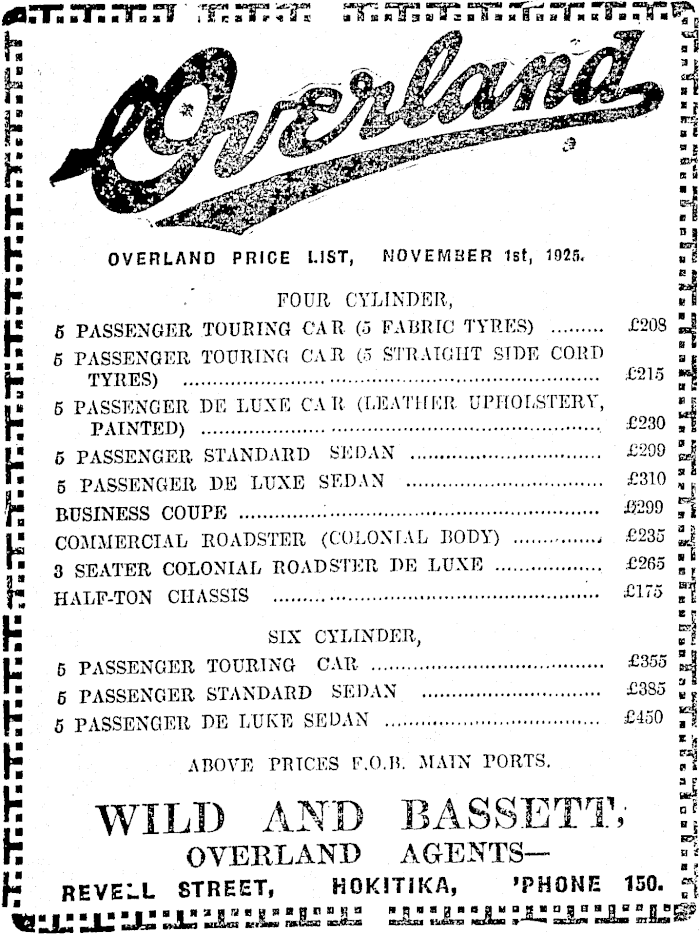 Overland
OVERLAND PRICE LIST, NOVEMBER 1st, 1925.
FOUR CYLINDER,
5 PASSENGER TOURING CAR (5 FABRIC TYRES) ......... £208
5 PASSENGER TOURING CAR (5 STRAIGHT SIDE CORD
TYRES) ......................................................... £215
5 PASSENGER DE LUXE CAR (LEATHER UPHOLSTERY,
PAINTED) ...................................................... £230
5 PASSENGER STANDARD SEDAN ........................... £299
5 PASSENGER DE LUXE SEDAN ........................... £310
BUSINESS COUPE ................................................ £299
COMMERCIAL ROADSTER (COLONIAL BODY) ............. £235
3 SEATER COLONIAL ROADSTER DE LUXE ............... £265
HALF-TON CHASSIS ............................................. £175
SIX CYLINDER,
5 PASSENGER TOURING CAR ................................. £355
5 PASSENGER STANDARD SEDAN ......................... £385
5 PASSENGER DE LUKE SEDAN .............................. £450
ABOVE PRICES F.O.B. MAIN PORTS.
WILD AND BASSETT,
OVERLAND AGENTS—
REVELL STREET, HOKITIKA, 'PHONE 150.